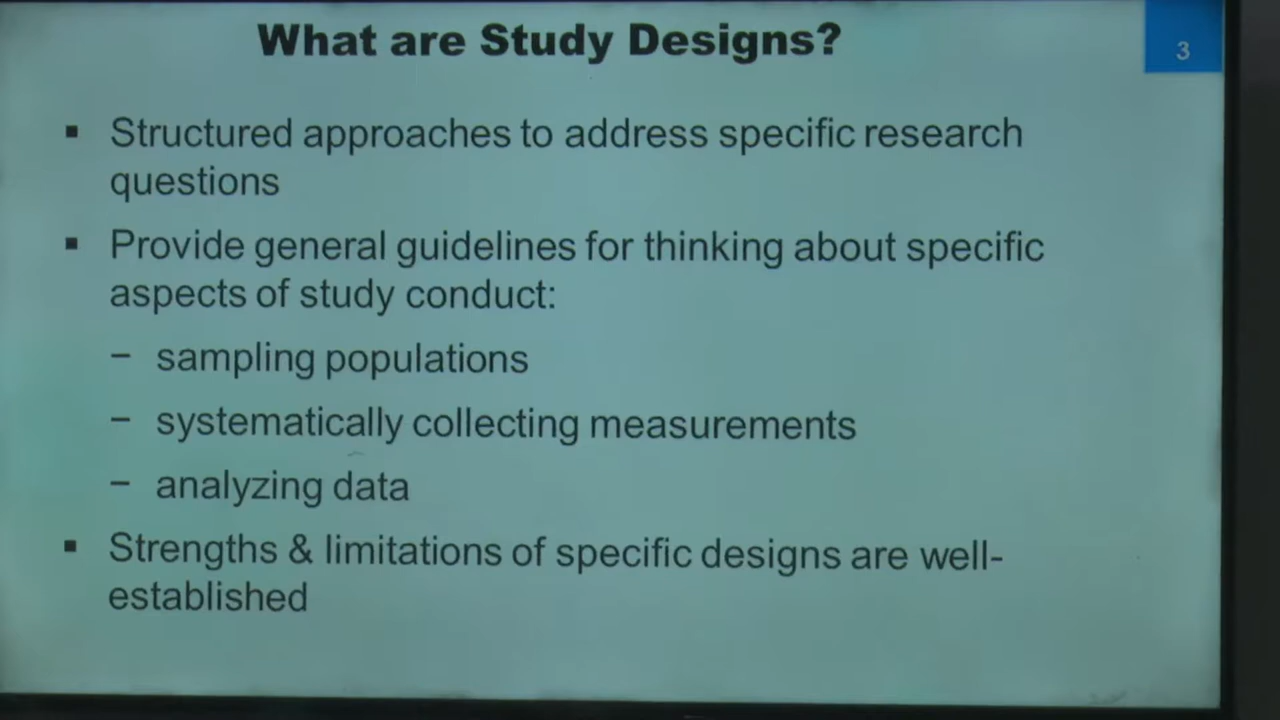 What are Study Designs?
3
▪ Structured approaches to address specific research
questions
▪ Provide general guidelines for thinking about specific
aspects of study conduct:
– sampling populations
– systematically collecting measurements
– analyzing data
▪ Strengths & limitations of specific designs are well-
established